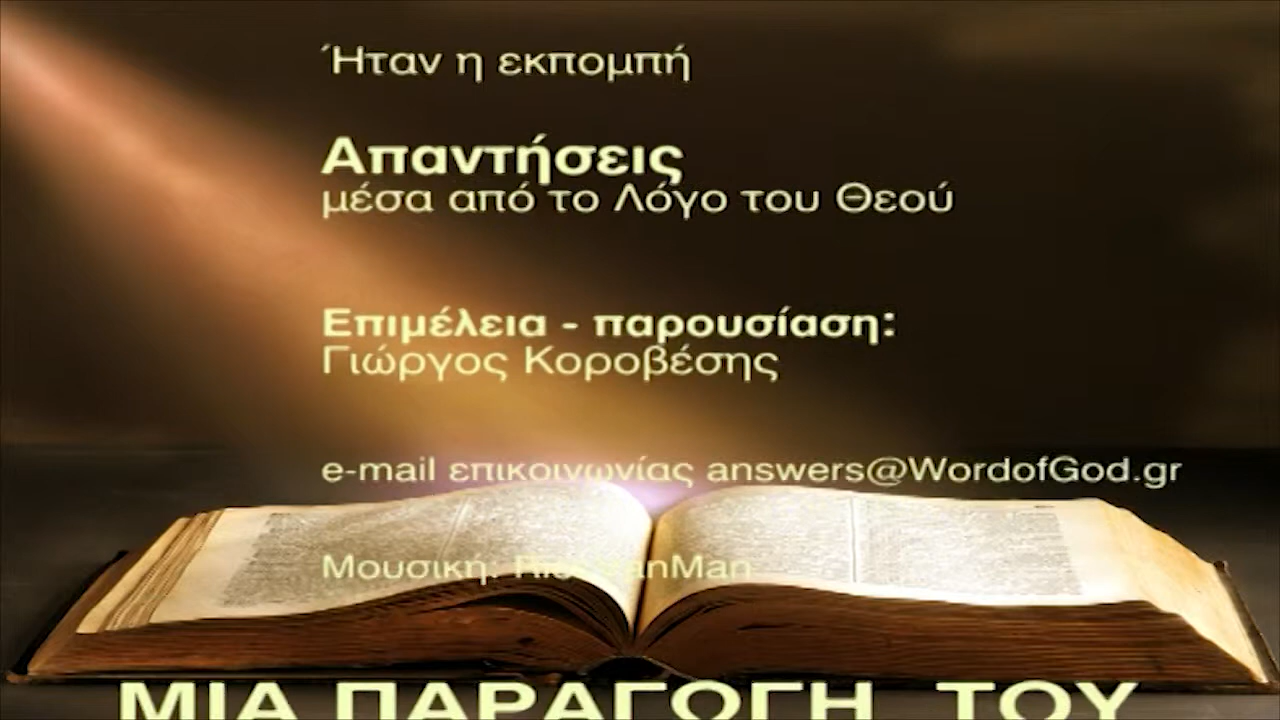 Ήταν η εκπομπή
Απαντήσεις
μέσα από το Λόγο του Θεού
Επιμέλεια - παρουσίαση:
Γιώργος Κοροβέσης
e-mail επικοινωνίας answers@WordofGod.gr
Μουσική:
ΜΙΑ ΠΑΡΑΓΩΓΗ ΤΟΥ